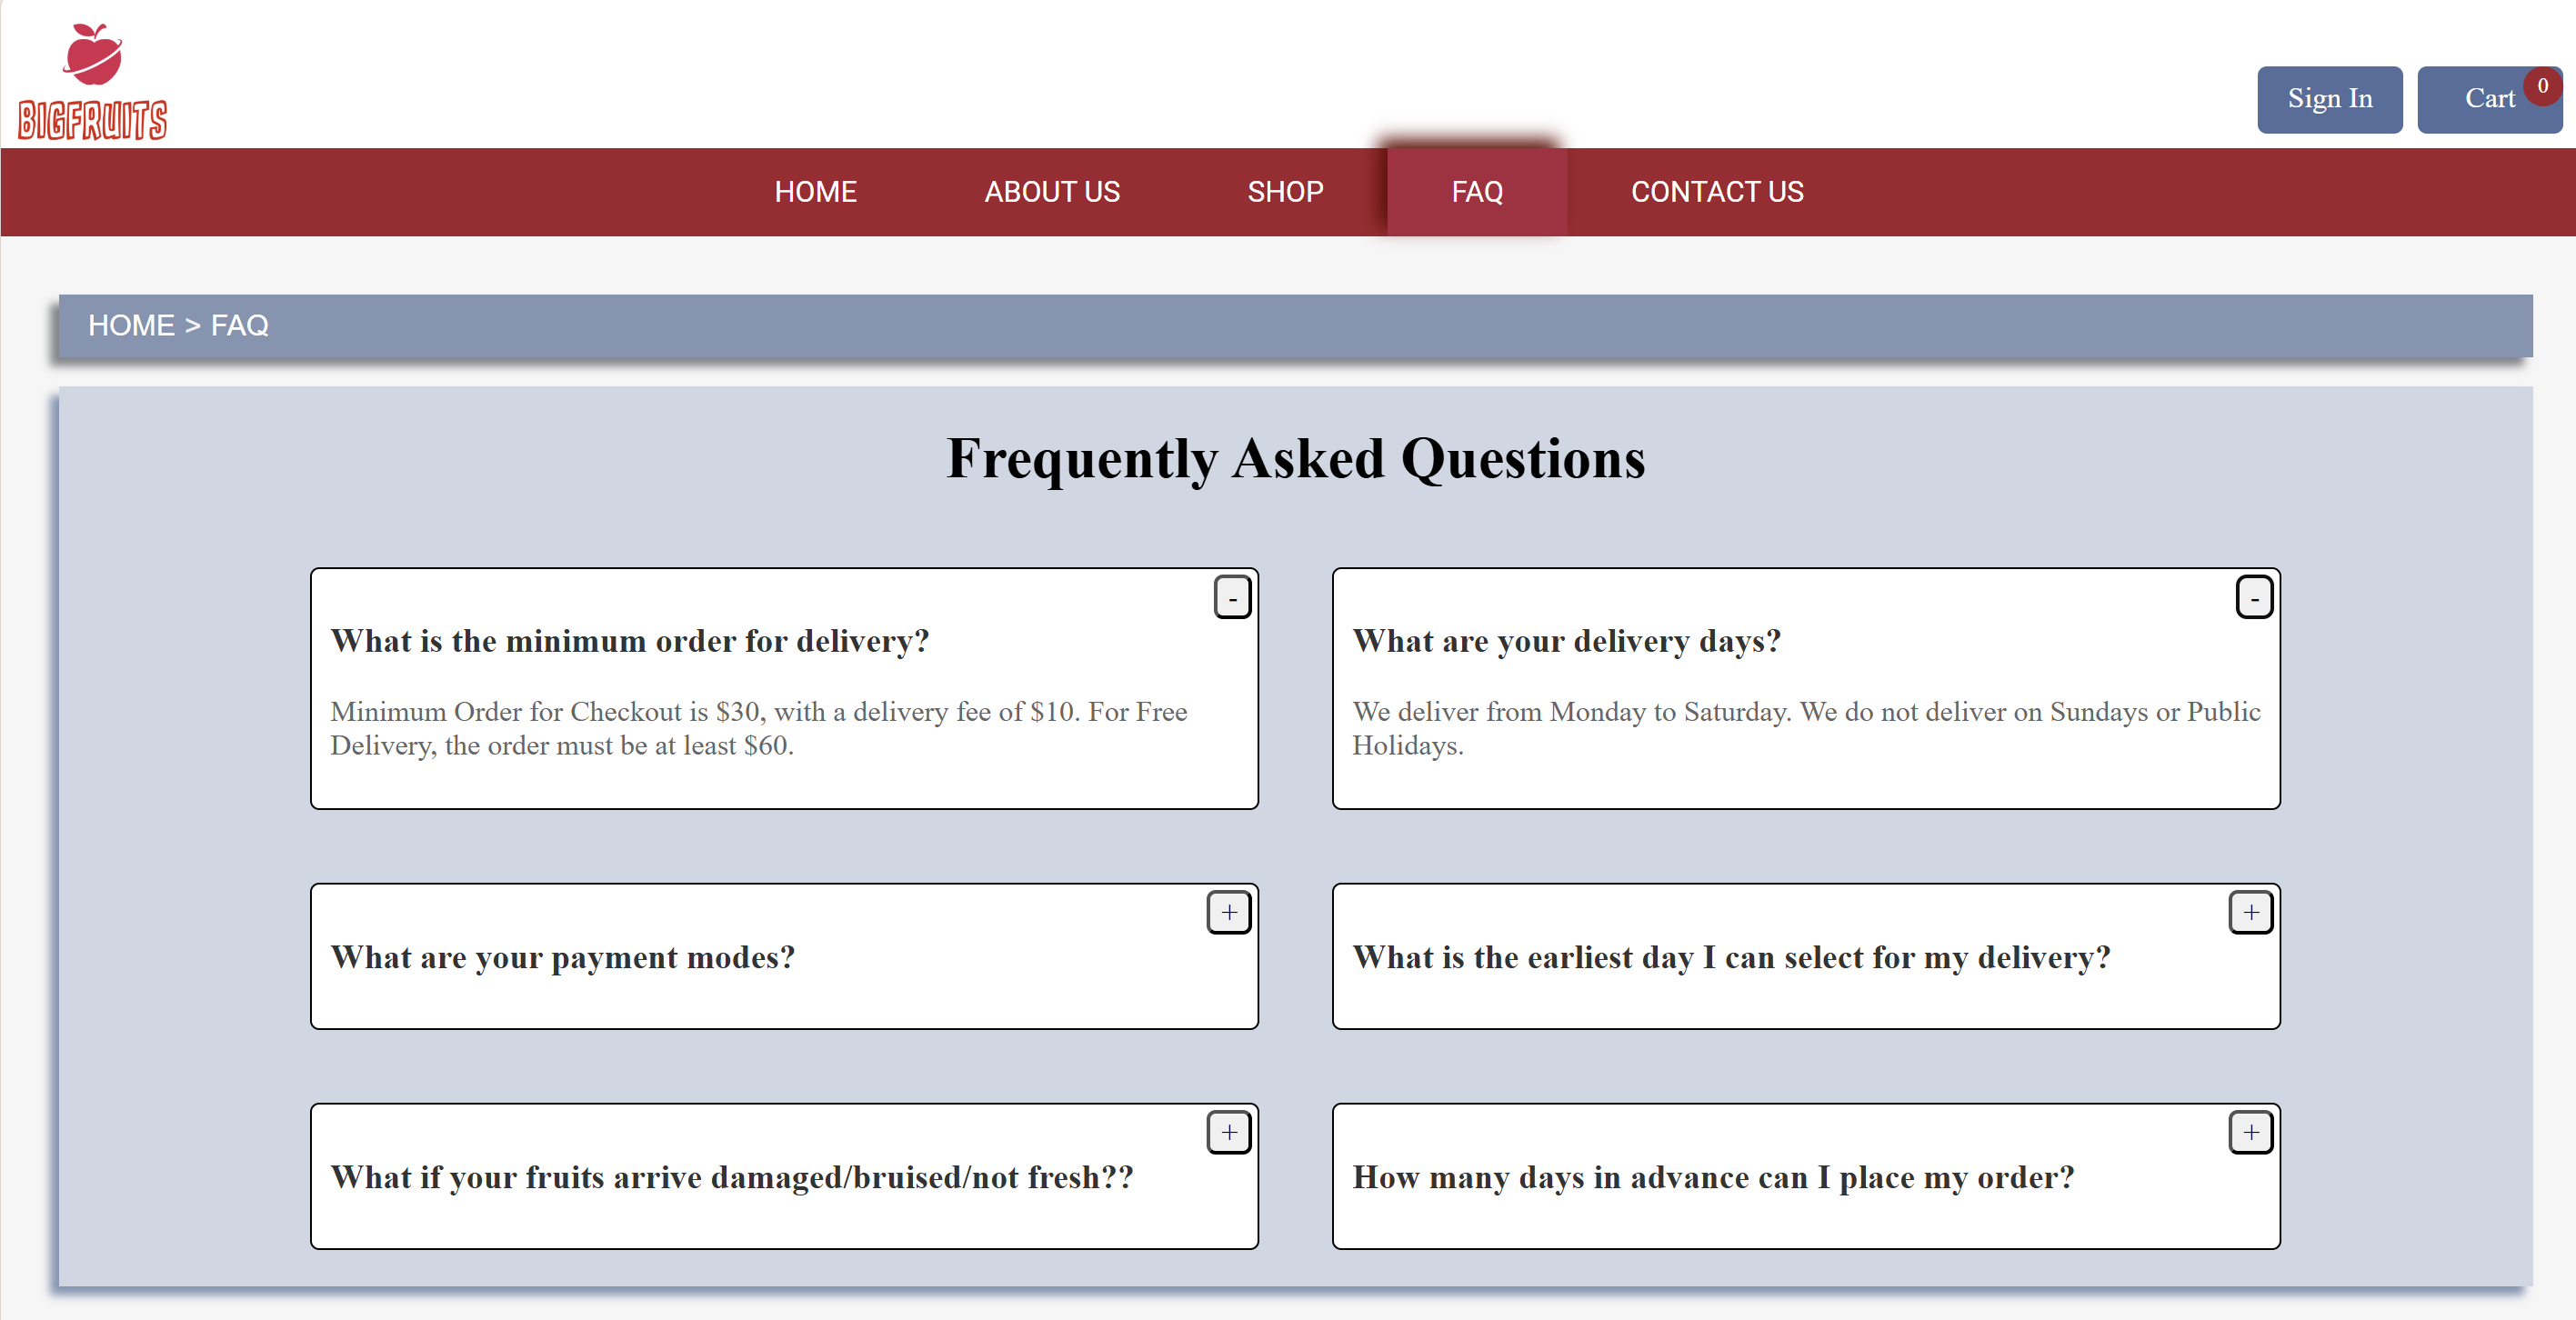 BIGFRUITS
Sign In
Cart
0
HOME
ABOUT US
SHOP
FAQ
CONTACT US
HOME > FAQ
Frequently Asked Questions
-
What is the minimum order for delivery?
Minimum Order for Checkout is $30, with a delivery fee of $10. For Free
Delivery, the order must be at least $60.
-
What are your delivery days?
We deliver from Monday to Saturday. We do not deliver on Sundays or Public
Holidays.
+
What are your payment modes?
+
What is the earliest day I can select for my delivery?
+
What if your fruits arrive damaged/bruised/not fresh??
+
How many days in advance can I place my order?